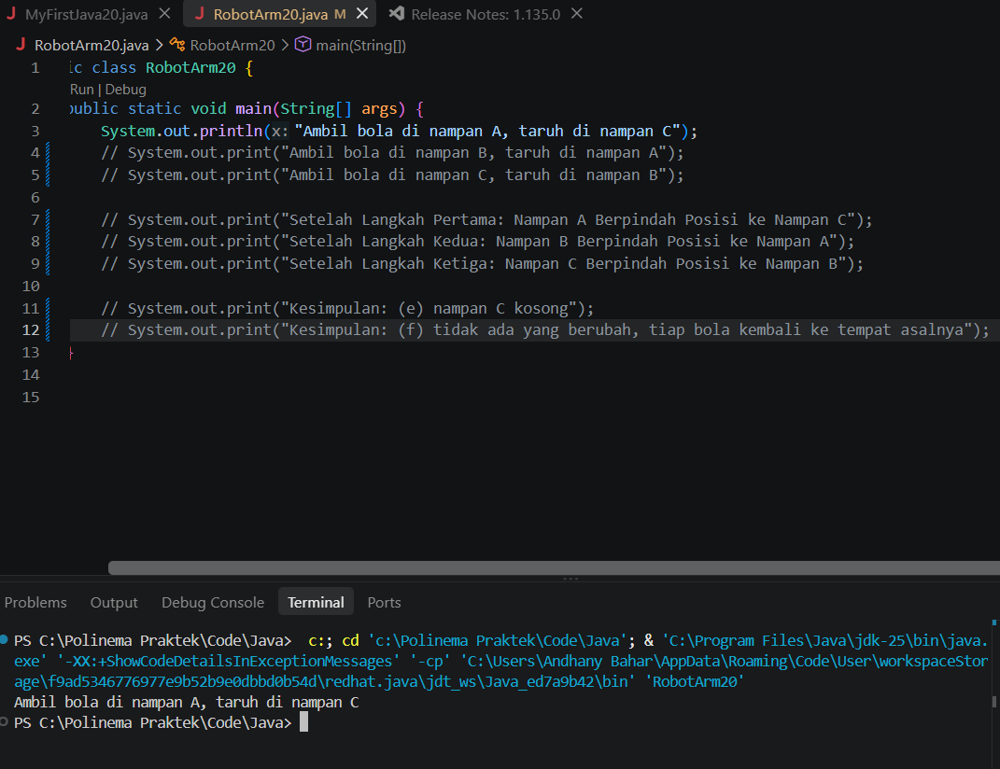 MyFirstJava20.java
RobotArm20.java M
Release Notes: 1.135.0
RobotArm20.java > RobotArm20 > main(String[])
1 ic class RobotArm20 {
Run | Debug
2 public static void main(String[] args) {
3 System.out.println(x: "Ambil bola di nampan A, taruh di nampan C");
4 // System.out.print("Ambil bola di nampan B, taruh di nampan A");
5 // System.out.print("Ambil bola di nampan C, taruh di nampan B");
6
7 // System.out.print("Setelah Langkah Pertama: Nampan A Berpindah Posisi ke Nampan C");
8 // System.out.print("Setelah Langkah Kedua: Nampan B Berpindah Posisi ke Nampan A");
9 // System.out.print("Setelah Langkah Ketiga: Nampan C Berpindah Posisi ke Nampan B");
10
11 // System.out.print("Kesimpulan: (e) nampan C kosong");
12 // System.out.print("Kesimpulan: (f) tidak ada yang berubah, tiap bola kembali ke tempat asalnya");
13 }
14
15
Problems Output Debug Console Terminal Ports
PS C:\Polinema Praktek\Code\Java> c:; cd 'c:\Polinema Praktek\Code\Java'; & 'C:\Program Files\Java\jdk-25\bin\java.
exe' '-XX:+ShowCodeDetailsInExceptionMessages' '-cp' 'C:\Users\Andhany Bahar\AppData\Roaming\Code\User\workspaceStor
age\f9ad5346776977e9b52b9e0dbbd0b54d\redhat.java\jdt_ws\Java_ed7a9b42\bin' 'RobotArm20'
Ambil bola di nampan A, taruh di nampan C
PS C:\Polinema Praktek\Code\Java>